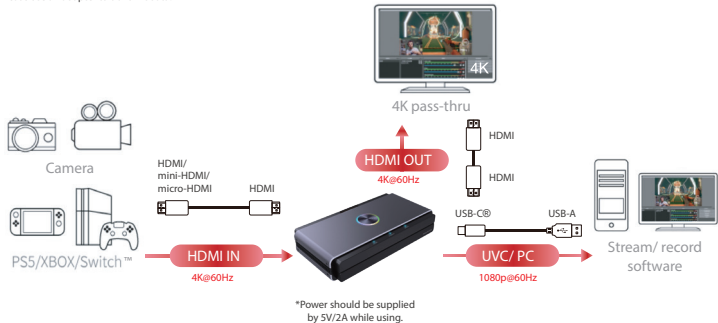 4K
4K pass-thru
Camera
HDMI/
mini-HDMI/
micro-HDMI
HDMI
HDMI OUT
4K@60Hz
HDMI
HDMI
PS5/XBOX/Switch™
HDMI IN
4K@60Hz
USB-C®
USB-A
UVC/ PC
1080p@60Hz
Stream/ record
software
*Power should be supplied
by 5V/2A while using.